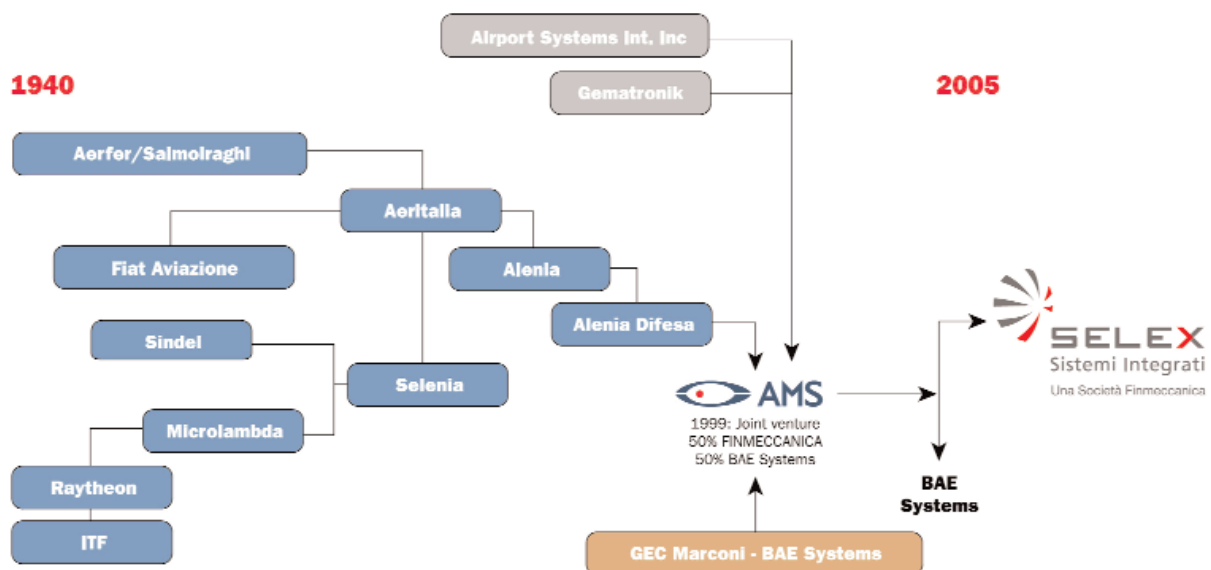 Airport Systems Int. Inc
1940
Gematronik
2005
Aerfer/Salmoiraghi
Aeritalia
Fiat Aviazione
Alenia
Sindel
Alenia Difesa
Selenia
AMS
1999: Joint venture
50% FINMECCANICA
50% BAE Systems
SELEX
Sistemi Integrati
Una Società Finmeccanica
Microlambda
Raytheon
BAE
Systems
ITF
GEC Marconi - BAE Systems